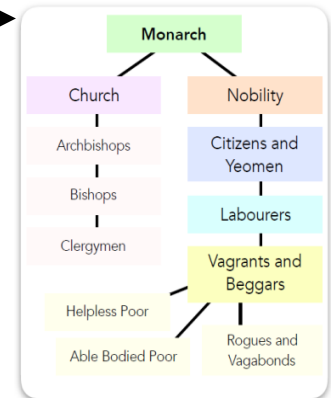 Monarch
Church
Nobility
Archbishops
Citizens and
Yeomen
Bishops
Labourers
Clergymen
Vagrants and
Beggars
Helpless Poor
Able Bodied Poor
Rogues and
Vagabonds